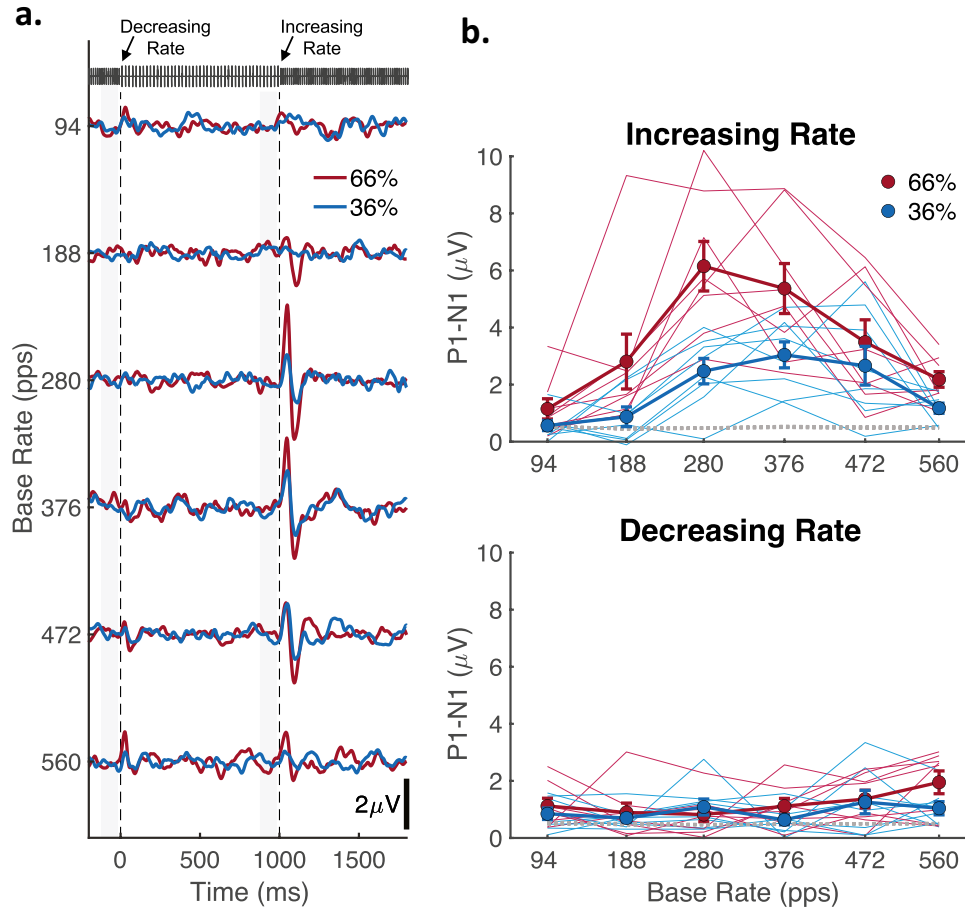 a.
Decreasing
Rate
Increasing
Rate
94
188
280
376
472
560
66%
36%
Base Rate (pps)
2μV
0
500
1000
1500
Time (ms)
b.
Increasing Rate
66%
36%
P1-N1 (μV)
10
8
6
4
2
0
94
188
280
376
472
560
Decreasing Rate
P1-N1 (μV)
10
8
6
4
2
0
94
188
280
376
472
560
Base Rate (pps)